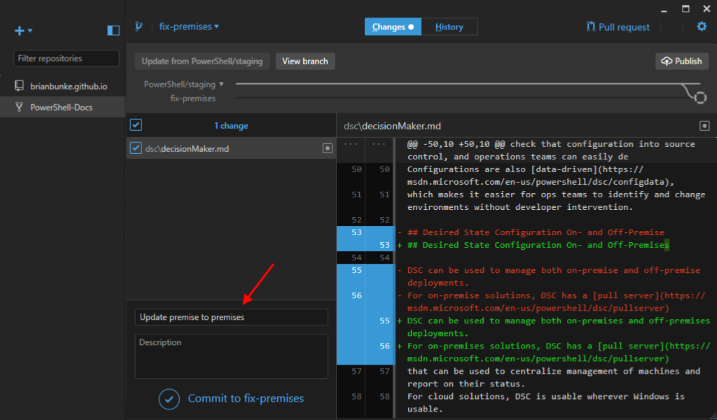 fix-premises
Changes
History
Pull request
Filter repositories
Update from PowerShell/staging
View branch
Publish
brianbunke.github.io
PowerShell-Docs
PowerShell/staging
fix-premises
1 change
dsc\decisionMaker.md
dsc\decisionMaker.md
... ... @@ -50,10 +50,10 @@ check that configuration into source
control, and operations teams can easily de
50 50 Configurations are also [data-driven](https://
msdn.microsoft.com/en-us/powershell/dsc/configdata),
51 51 which makes it easier for ops teams to identify and change
environments without developer intervention.
52 52
53 - ## Desired State Configuration On- and Off-Premise
53 + ## Desired State Configuration On- and Off-Premises
54 54
55 - DSC can be used to manage both on-premise and off-premise
deployments.
56 - For on-premise solutions, DSC has a [pull server](https://
msdn.microsoft.com/en-us/powershell/dsc/pullserver)
55 + DSC can be used to manage both on-premises and off-premises
deployments.
56 + For on-premises solutions, DSC has a [pull server](https://
msdn.microsoft.com/en-us/powershell/dsc/pullserver)
57 57 that can be used to centralize management of machines and
report on their status.
58 58 For cloud solutions, DSC is usable wherever Windows is
usable.
Update premise to premises
Description
Commit to fix-premises